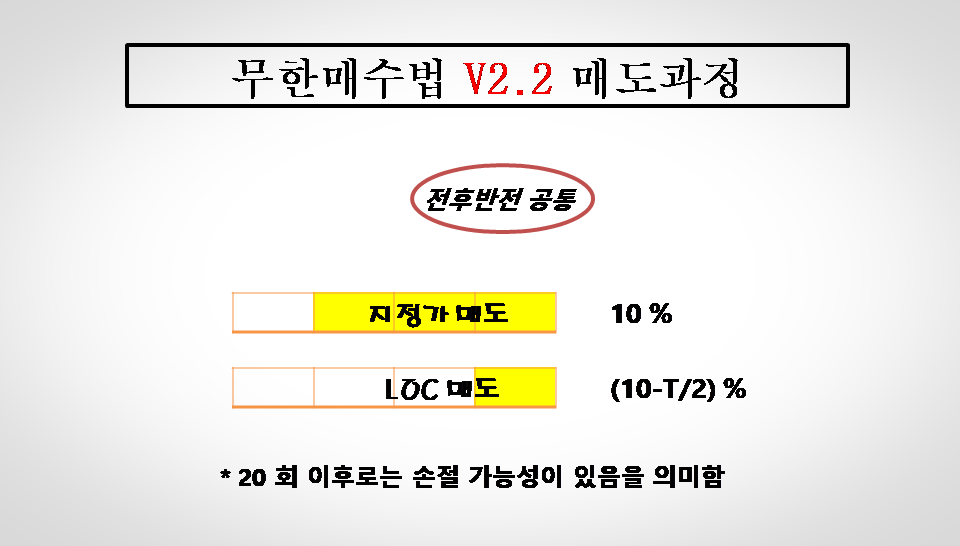 무한매수법 V2.2 매도과정
전후반전 공통
지정가 매도 10 %
LOC 매도 (10-T/2) %
* 20 회 이후로는 손절 가능성이 있음을 의미함